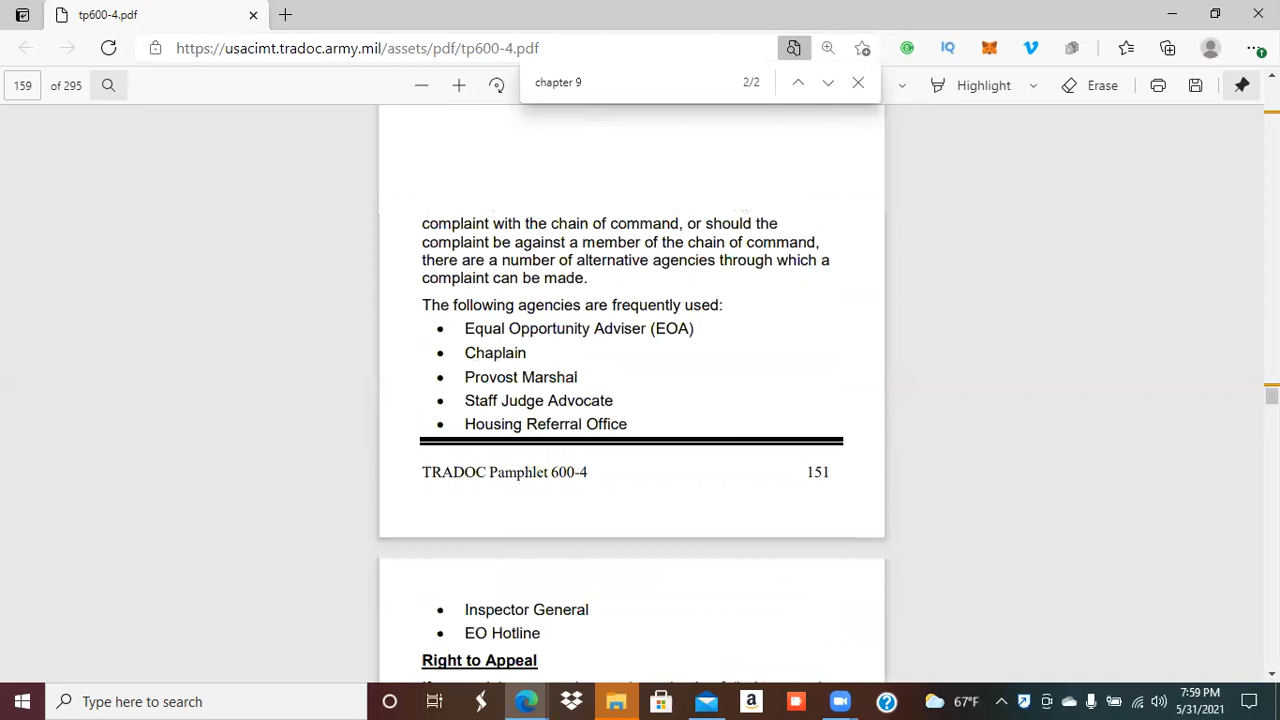 tp600-4.pdf
https://usacimt.tradoc.army.mil/assets/pdf/tp600-4.pdf
IQ
159 of 295
chapter 9
2/2
Highlight
Erase
complaint with the chain of command, or should the
complaint be against a member of the chain of command,
there are a number of alternative agencies through which a
complaint can be made.
The following agencies are frequently used:
• Equal Opportunity Adviser (EOA)
• Chaplain
• Provost Marshal
• Staff Judge Advocate
• Housing Referral Office
TRADOC Pamphlet 600-4 151
• Inspector General
• EO Hotline
Right to Appeal
Type here to search
67°F
7:59 PM
5/31/2021